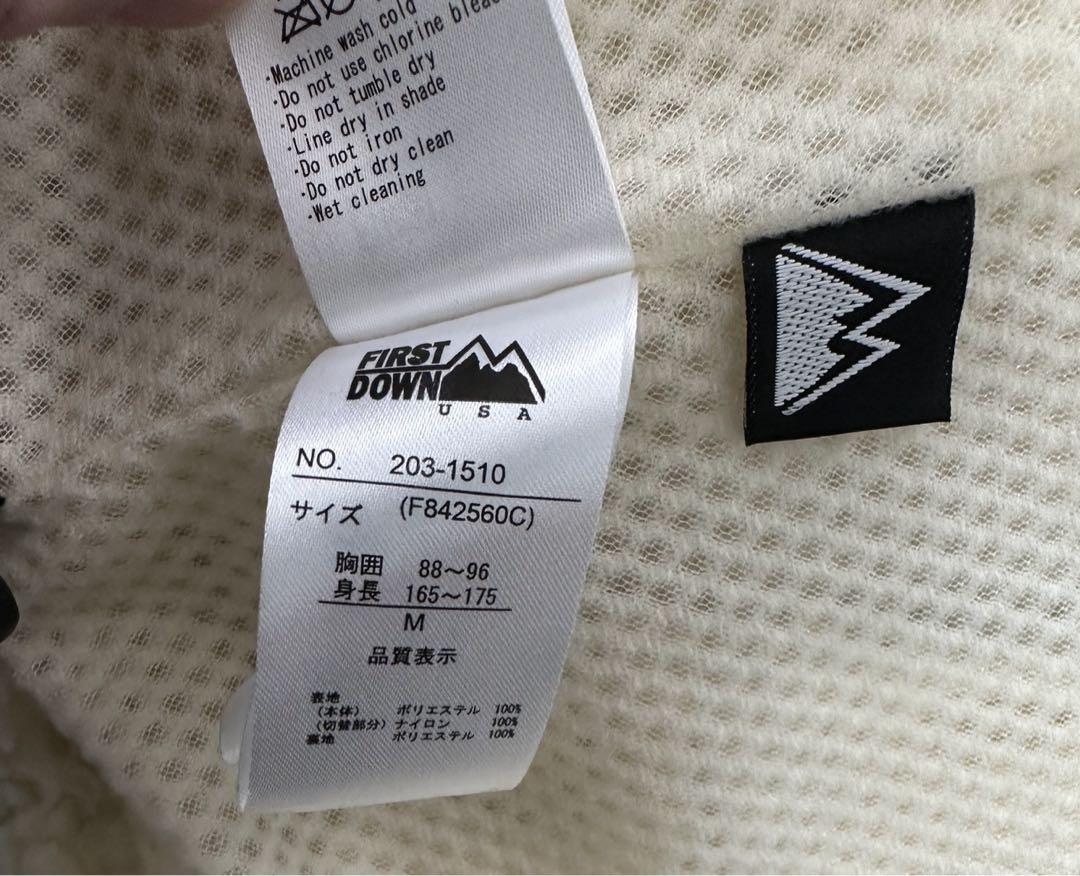 ·Machine wash cold
·Do not use chlorine bleac
·Do not tumble dry
·Line dry in shade
·Do not iron
·Do not dry clean
·Wet cleaning
FIRST
DOWN
USA
NO. 203-1510
サイズ (F842560C)
胸囲 88～96
身長 165～175
M
品質表示
表地
(本体) ポリエステル 100%
(切替部分) ナイロン 100%
裏地 ポリエステル 100%